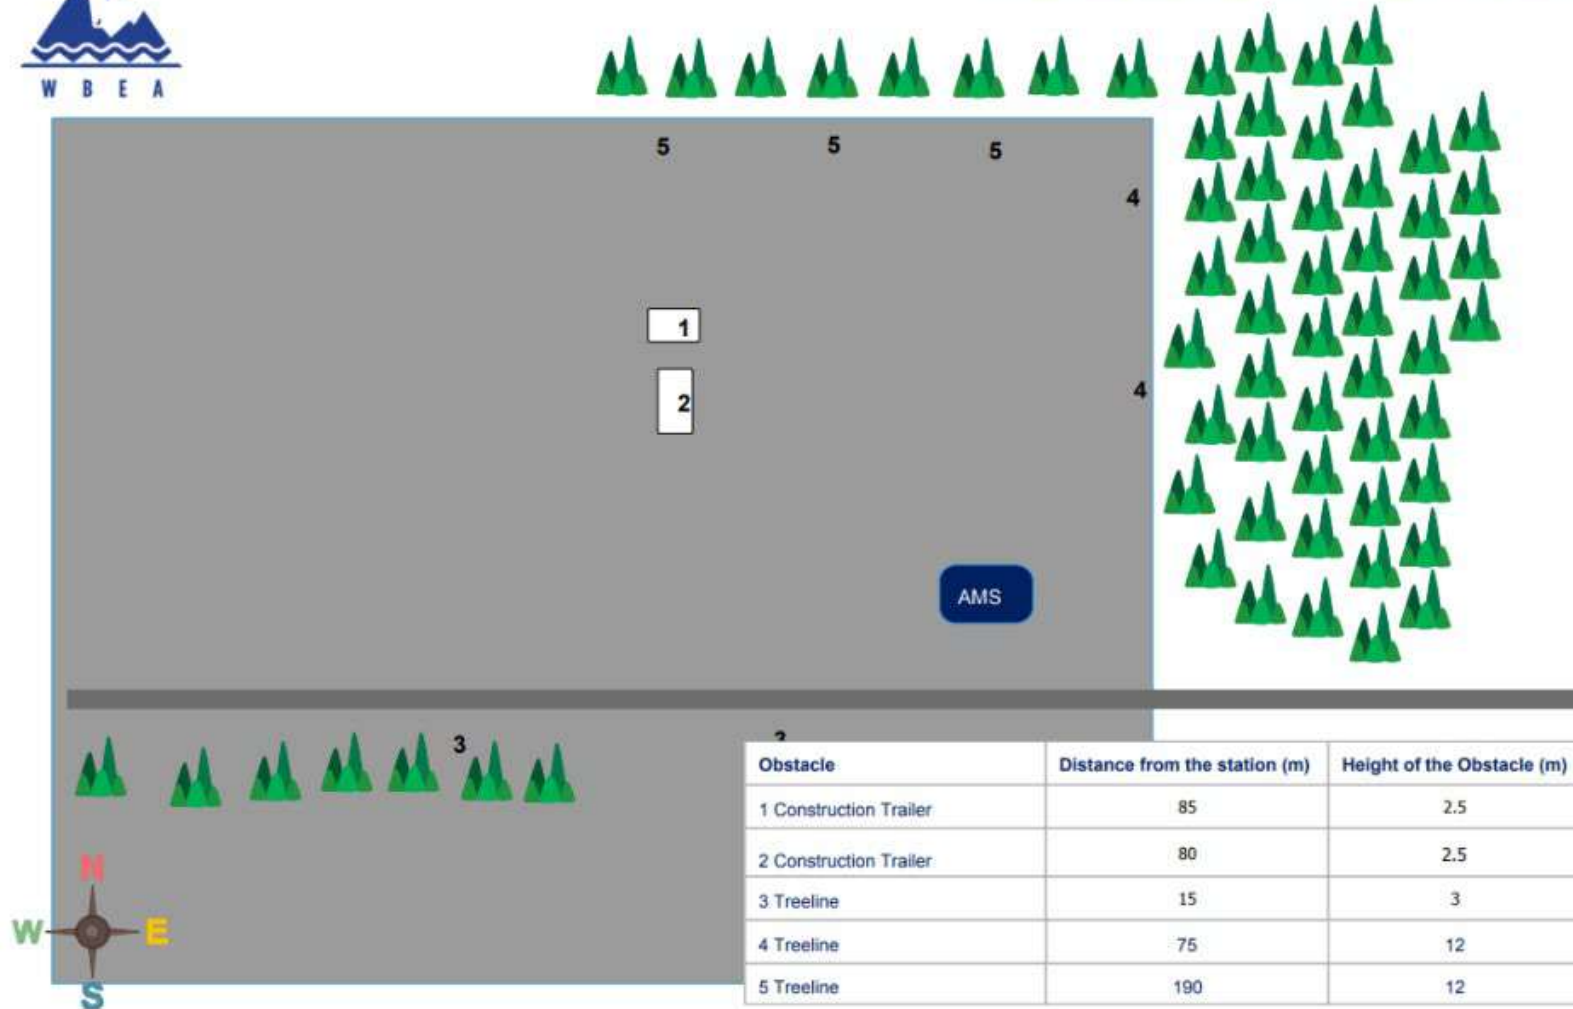 W B E A
5 5 5
4
1
4
2
AMS
3
Obstacle Distance from the station (m) Height of the Obstacle (m)
1 Construction Trailer 85 2.5
2 Construction Trailer 80 2.5
3 Treeline 15 3
4 Treeline 75 12
5 Treeline 190 12
N
W E
S